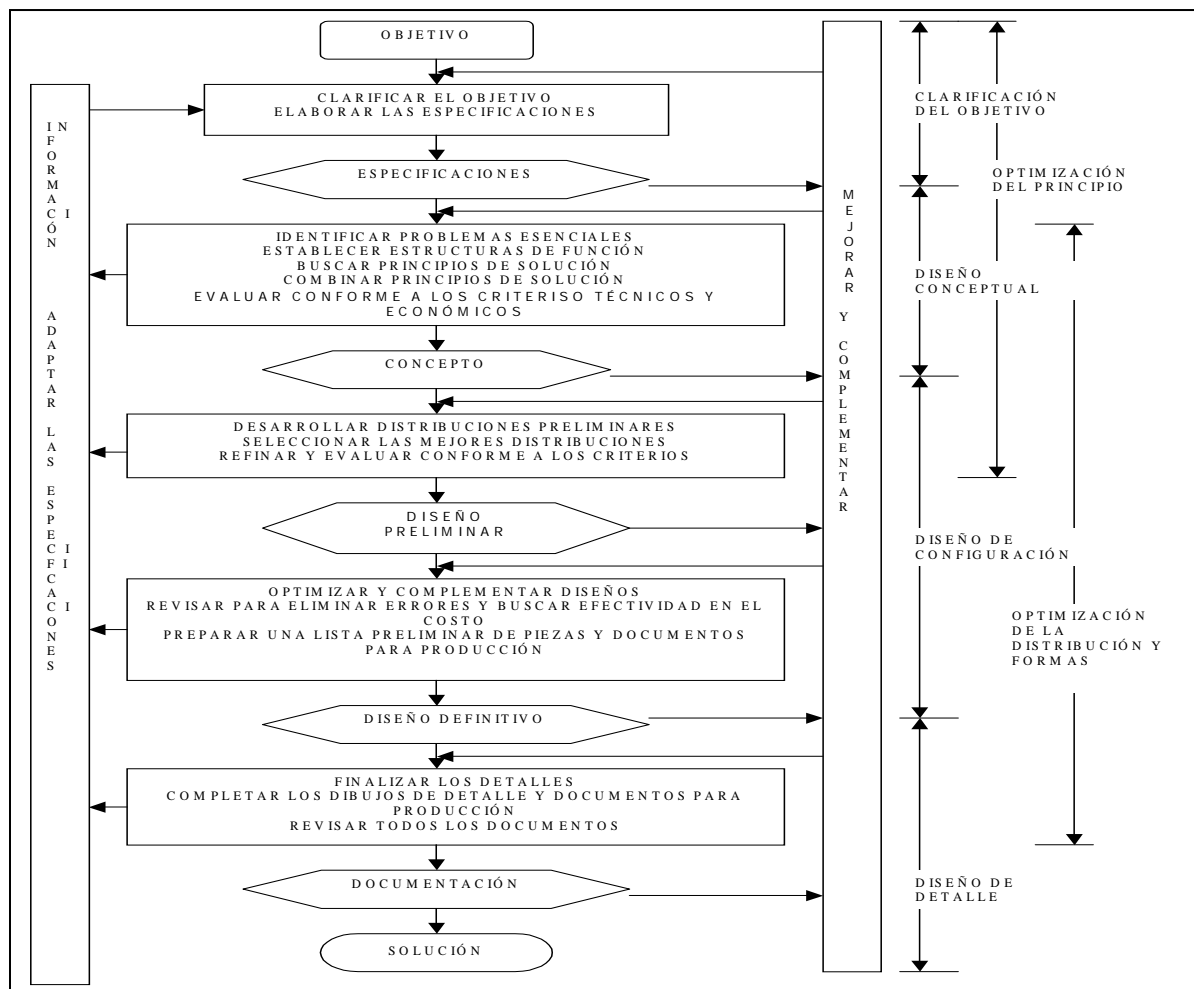 OBJETIVO
CLARIFICAR EL OBJETIVO
ELABORAR LAS ESPECIFICACIONES
ESPECIFICACIONES
IDENTIFICAR PROBLEMAS ESENCIALES
ESTABLECER ESTRUCTURAS DE FUNCIÓN
BUSCAR PRINCIPIOS DE SOLUCIÓN
COMBINAR PRINCIPIOS DE SOLUCIÓN
EVALUAR CONFORME A LOS CRITERISO TÉCNICOS Y
ECONÓMICOS
CONCEPTO
DESARROLLAR DISTRIBUCIONES PRELIMINARES
SELECCIONAR LAS MEJORES DISTRIBUCIONES
REFINAR Y EVALUAR CONFORME A LOS CRITERIOS
DISEÑO
PRELIMINAR
OPTIMIZAR Y COMPLEMENTAR DISEÑOS
REVISAR PARA ELIMINAR ERRORES Y BUSCAR EFECTIVIDAD EN EL
COSTO
PREPARAR UNA LISTA PRELIMINAR DE PIEZAS Y DOCUMENTOS
PARA PRODUCCIÓN
DISEÑO DEFINITIVO
FINALIZAR LOS DETALLES
COMPLETAR LOS DIBUJOS DE DETALLE Y DOCUMENTOS PARA
PRODUCCIÓN
REVISAR TODOS LOS DOCUMENTOS
DOCUMENTACIÓN
SOLUCIÓN
INFORMACIÓN ADAPTAR LAS ESPECIFICACIONES
MEJORAR Y COMPLEMENTAR
CLARIFICACIÓN
DEL OBJETIVO
OPTIMIZACIÓN
DEL PRINCIPIO
DISEÑO
CONCEPTUAL
DISEÑO DE
CONFIGURACIÓN
OPTIMIZACIÓN
DE LA
DISTRIBUCIÓN Y
FORMAS
DISEÑO DE
DETALLE